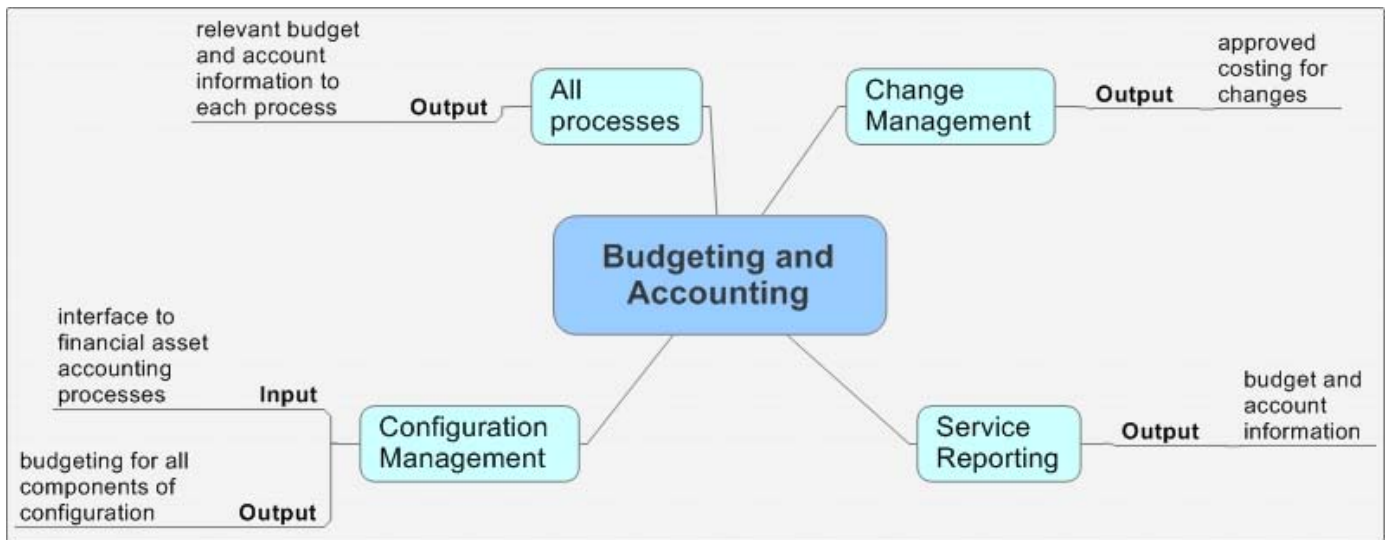 relevant budget
and account
information to
each process
Output
All
processes
Change
Management
Output
approved
costing for
changes
Budgeting and
Accounting
interface to
financial asset
accounting
processes
Input
budgeting for all
components of
configuration
Output
Configuration
Management
Service
Reporting
Output
budget and
account
information